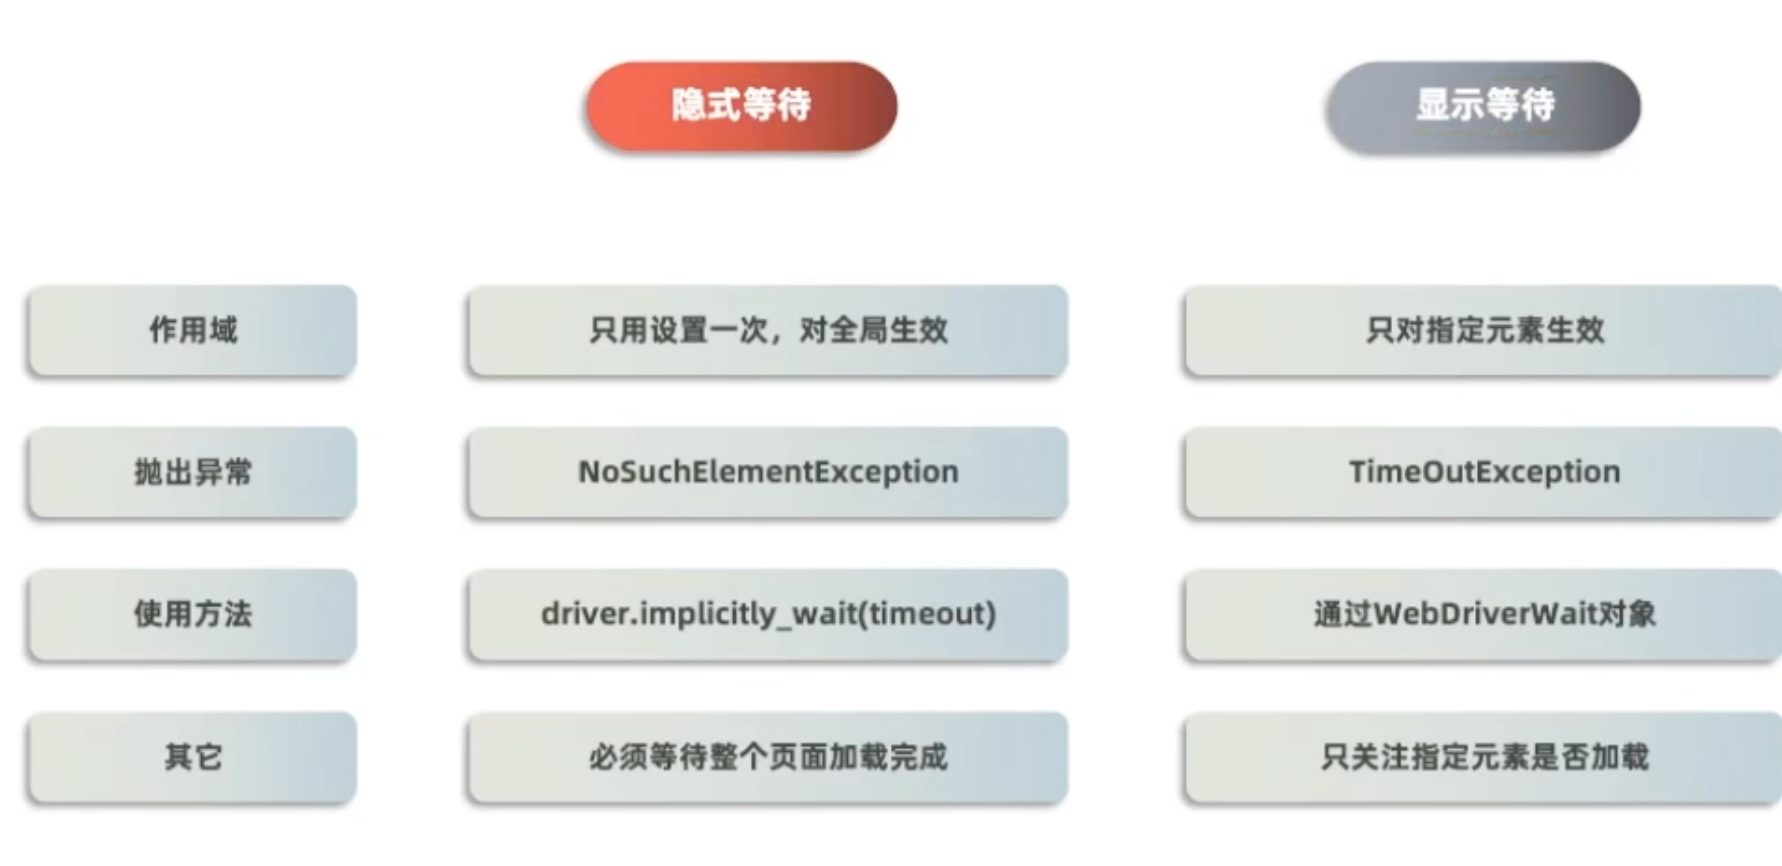 隐式等待
显示等待
作用域
只用设置一次，对全局生效
只对指定元素生效
抛出异常
NoSuchElementException
TimeOutException
使用方法
driver.implicitly_wait(timeout)
通过WebDriverWait对象
其它
必须等待整个页面加载完成
只关注指定元素是否加载